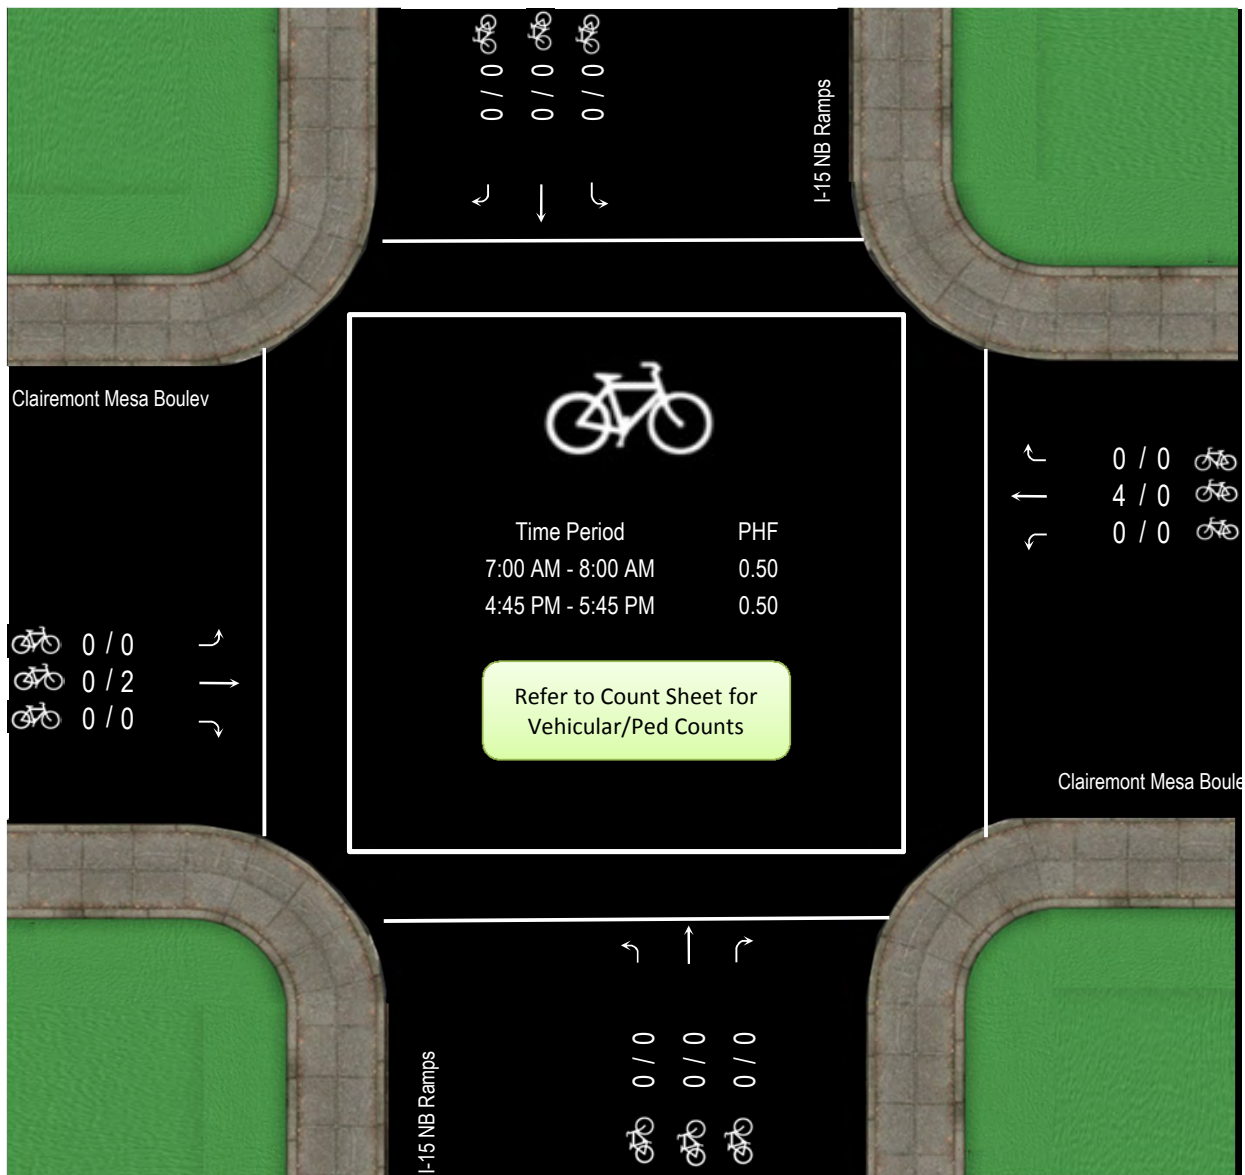 0 / 0
0 / 0
0 / 0
I-15 NB Ramps
Clairemont Mesa Boulev
0 / 0
4 / 0
0 / 0
Time Period PHF
7:00 AM - 8:00 AM 0.50
4:45 PM - 5:45 PM 0.50
0 / 0
0 / 2
0 / 0
Refer to Count Sheet for
Vehicular/Ped Counts
Clairemont Mesa Boule
I-15 NB Ramps
0 / 0
0 / 0
0 / 0